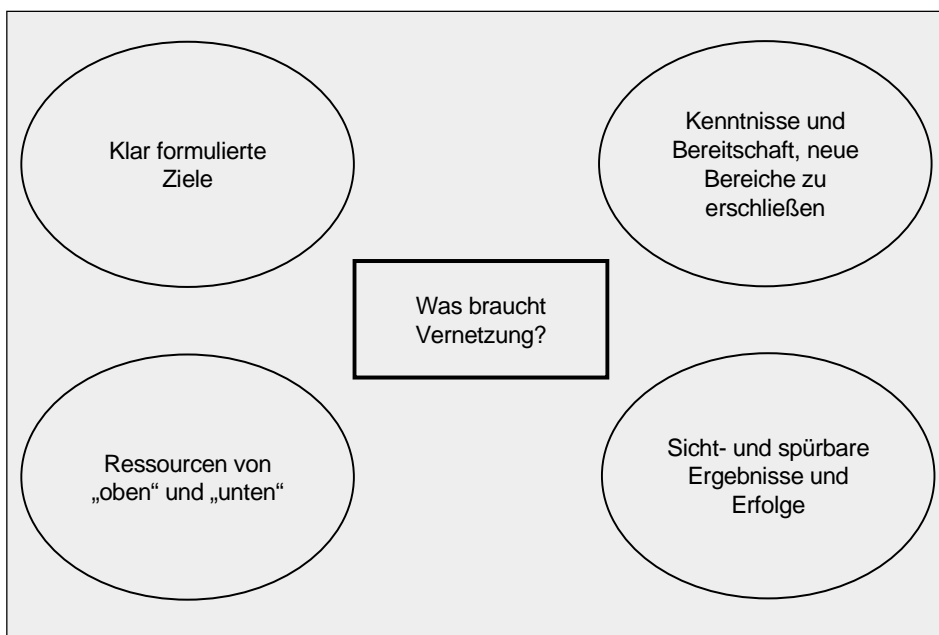 Klar formulierte
Ziele
Kenntnisse und
Bereitschaft, neue
Bereiche zu
erschließen
Was braucht
Vernetzung?
Ressourcen von
„oben“ und „unten“
Sicht- und spürbare
Ergebnisse und
Erfolge